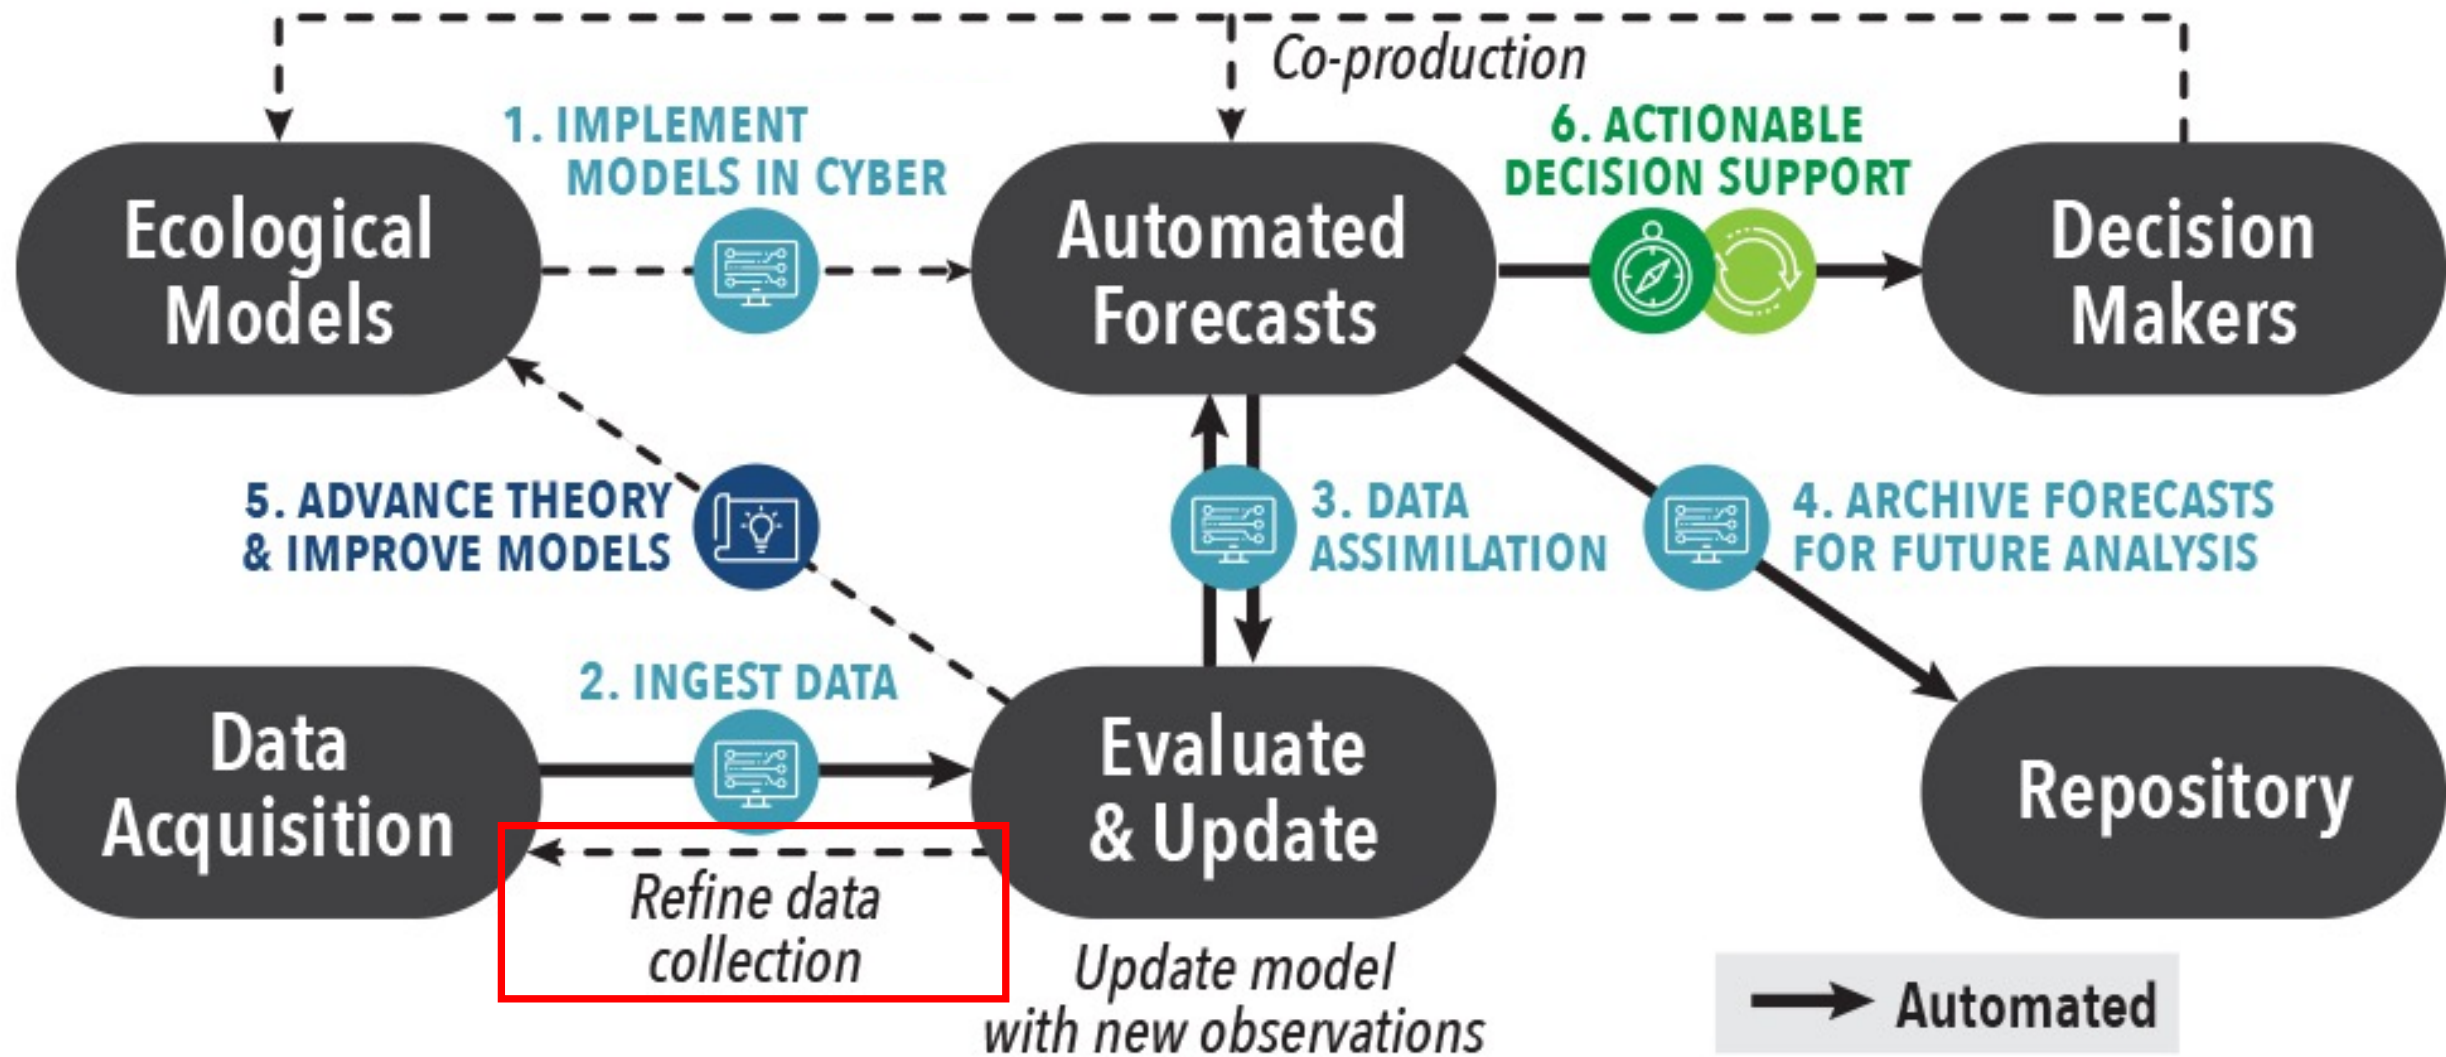 Co-production
1. IMPLEMENT
MODELS IN CYBER
6. ACTIONABLE
DECISION SUPPORT
Ecological
Models
Automated
Forecasts
Decision
Makers
5. ADVANCE THEORY
& IMPROVE MODELS
3. DATA
ASSIMILATION
4. ARCHIVE FORECASTS
FOR FUTURE ANALYSIS
2. INGEST DATA
Data
Acquisition
Evaluate
& Update
Repository
Refine data
collection
Update model
with new observations
Automated